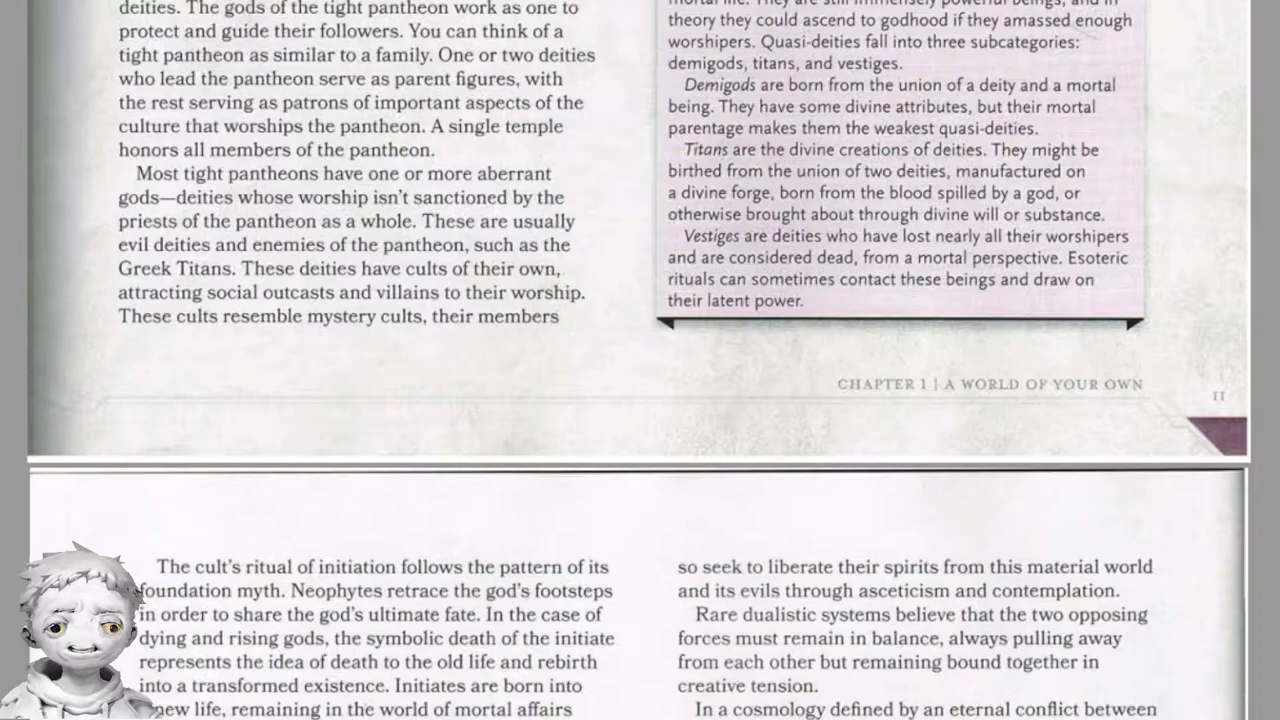 deities. The gods of the tight pantheon work as one to
protect and guide their followers. You can think of a
tight pantheon as similar to a family. One or two deities
who lead the pantheon serve as parent figures, with
the rest serving as patrons of important aspects of the
culture that worships the pantheon. A single temple
honors all members of the pantheon.
Most tight pantheons have one or more aberrant
gods—deities whose worship isn't sanctioned by the
priests of the pantheon as a whole. These are usually
evil deities and enemies of the pantheon, such as the
Greek Titans. These deities have cults of their own,
attracting social outcasts and villains to their worship.
These cults resemble mystery cults, their members
mortal life. They are still immensely powerful beings, and in
theory they could ascend to godhood if they amassed enough
worshipers. Quasi-deities fall into three subcategories:
demigods, titans, and vestiges.
Demigods are born from the union of a deity and a mortal
being. They have some divine attributes, but their mortal
parentage makes them the weakest quasi-deities.
Titans are the divine creations of deities. They might be
birthed from the union of two deities, manufactured on
a divine forge, born from the blood spilled by a god, or
otherwise brought about through divine will or substance.
Vestiges are deities who have lost nearly all their worshipers
and are considered dead, from a mortal perspective. Esoteric
rituals can sometimes contact these beings and draw on
their latent power.
CHAPTER 1 | A WORLD OF YOUR OWN
11
The cult's ritual of initiation follows the pattern of its
foundation myth. Neophytes retrace the god's footsteps
in order to share the god's ultimate fate. In the case of
dying and rising gods, the symbolic death of the initiate
represents the idea of death to the old life and rebirth
into a transformed existence. Initiates are born into
new life, remaining in the world of mortal affairs
so seek to liberate their spirits from this material world
and its evils through asceticism and contemplation.
Rare dualistic systems believe that the two opposing
forces must remain in balance, always pulling away
from each other but remaining bound together in
creative tension.
In a cosmology defined by an eternal conflict between